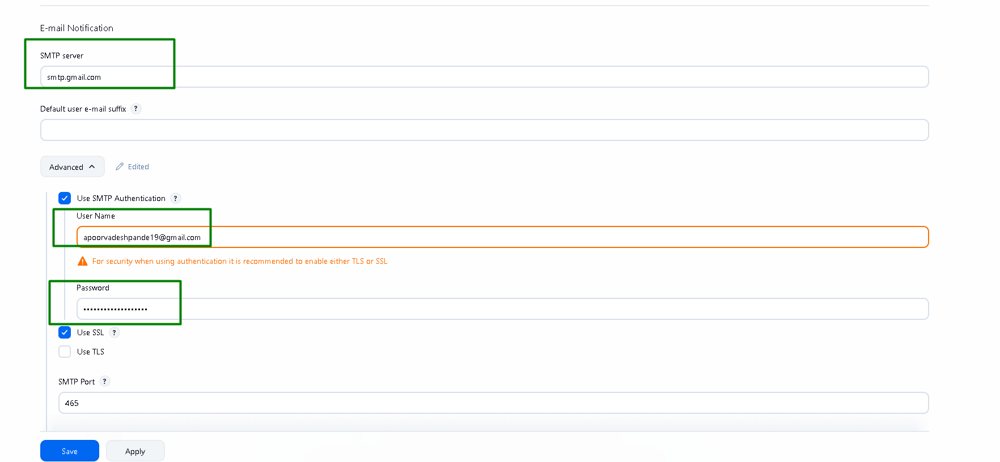 E-mail Notification
SMTP server
smtp.gmail.com
Default user e-mail suffix ?
Advanced Edited
Use SMTP Authentication ?
User Name
apoorvadeshpande19@gmail.com
For security when using authentication it is recommended to enable either TLS or SSL
Password
•••••••••••••••••••
Use SSL ?
Use TLS
SMTP Port ?
465
Save Apply